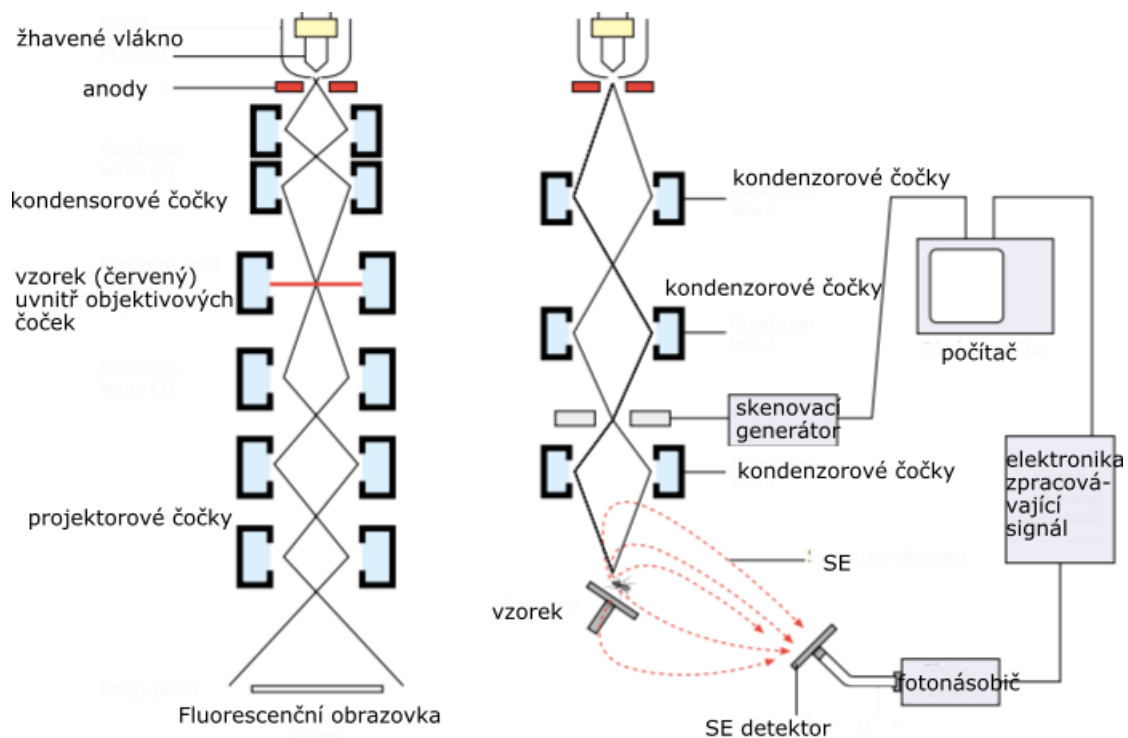 žhavené vlákno
anody
kondensorové čočky
vzorek (červený)
uvnitř objektivových
čoček
projektorové čočky
Fluorescenční obrazovka
kondenzorové čočky
kondenzorové čočky
počítač
skenovací
generátor
kondenzorové čočky
elektronika
zpracová-
vající
signál
SE
vzorek
fotonásobič
SE detektor